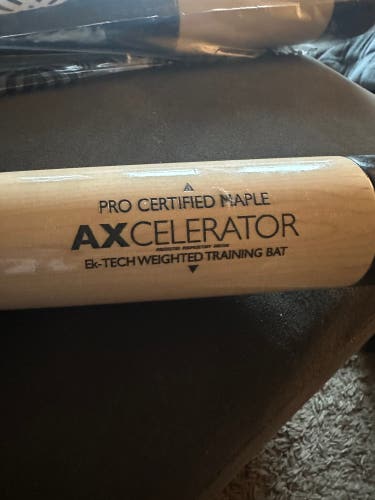 PRO CERTIFIED MAPLE
AXCELERATOR
Ek-TECH WEIGHTED TRAINING BAT